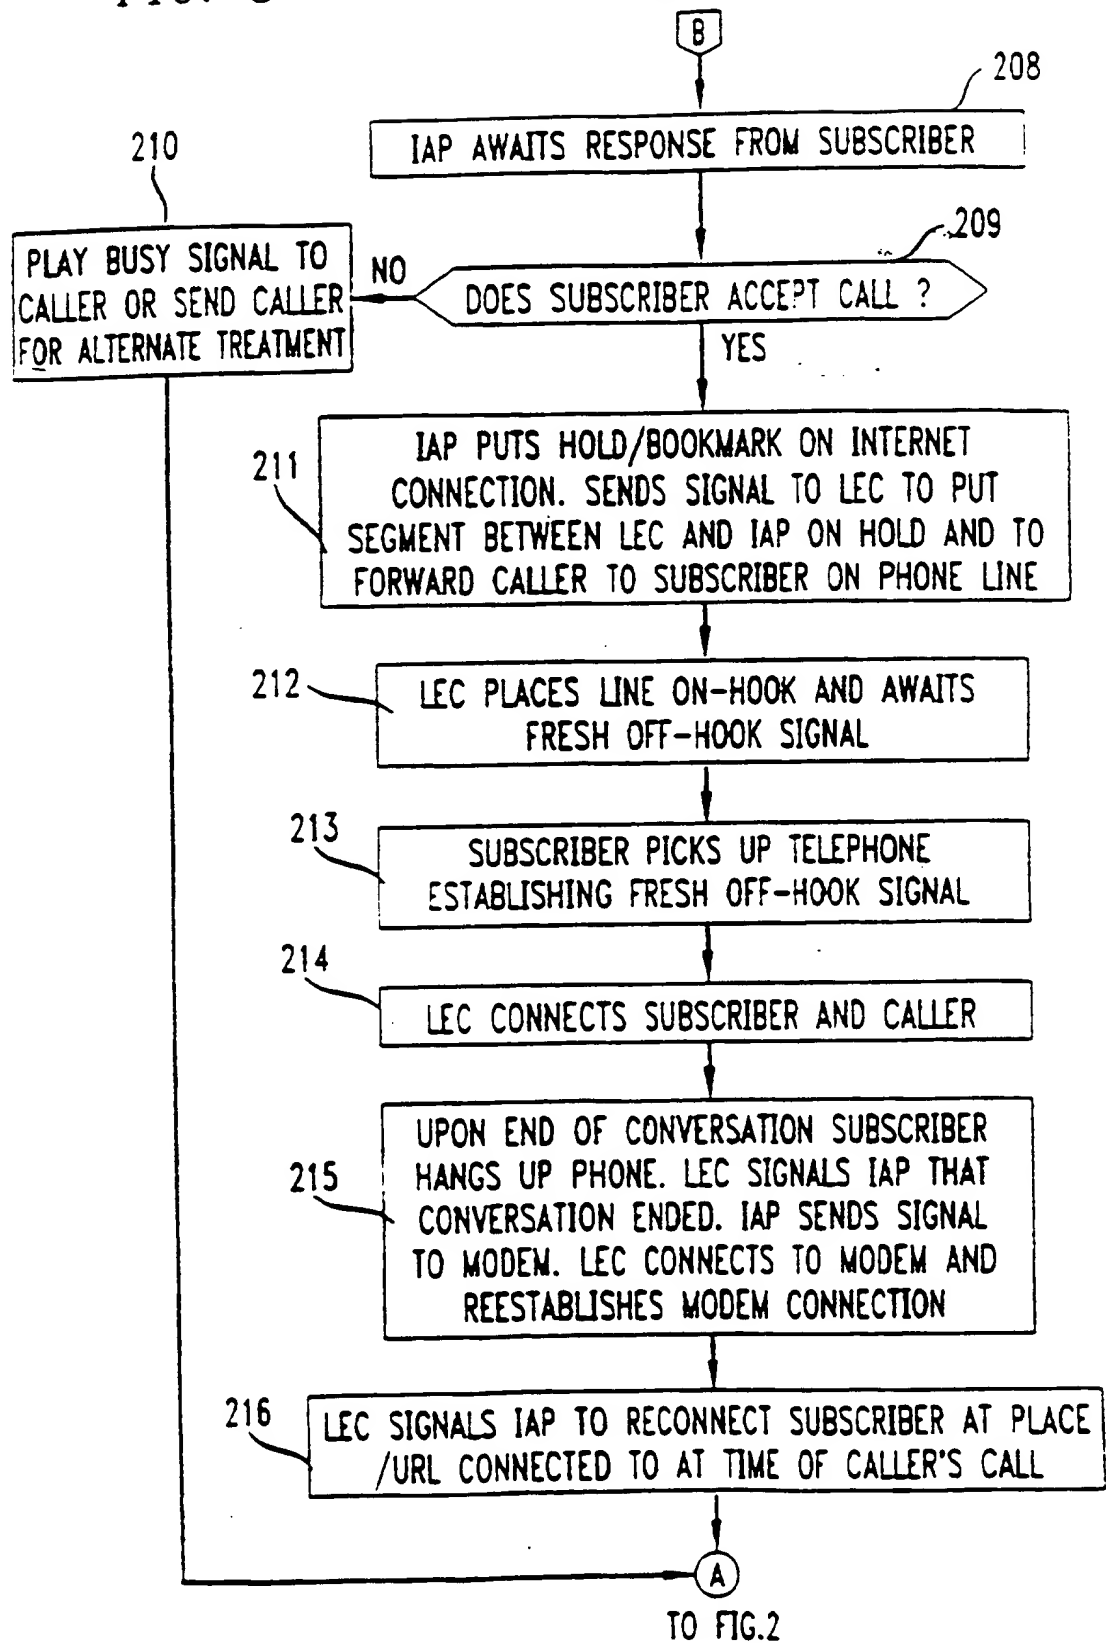 B
208
IAP AWAITS RESPONSE FROM SUBSCRIBER
209
DOES SUBSCRIBER ACCEPT CALL ?
NO
210
PLAY BUSY SIGNAL TO
CALLER OR SEND CALLER
FOR ALTERNATE TREATMENT
YES
211
IAP PUTS HOLD/BOOKMARK ON INTERNET
CONNECTION. SENDS SIGNAL TO LEC TO PUT
SEGMENT BETWEEN LEC AND IAP ON HOLD AND TO
FORWARD CALLER TO SUBSCRIBER ON PHONE LINE
212
LEC PLACES LINE ON-HOOK AND AWAITS
FRESH OFF-HOOK SIGNAL
213
SUBSCRIBER PICKS UP TELEPHONE
ESTABLISHING FRESH OFF-HOOK SIGNAL
214
LEC CONNECTS SUBSCRIBER AND CALLER
215
UPON END OF CONVERSATION SUBSCRIBER
HANGS UP PHONE. LEC SIGNALS IAP THAT
CONVERSATION ENDED. IAP SENDS SIGNAL
TO MODEM. LEC CONNECTS TO MODEM AND
REESTABLISHES MODEM CONNECTION
216
LEC SIGNALS IAP TO RECONNECT SUBSCRIBER AT PLACE
/URL CONNECTED TO AT TIME OF CALLER'S CALL
A
TO FIG.2